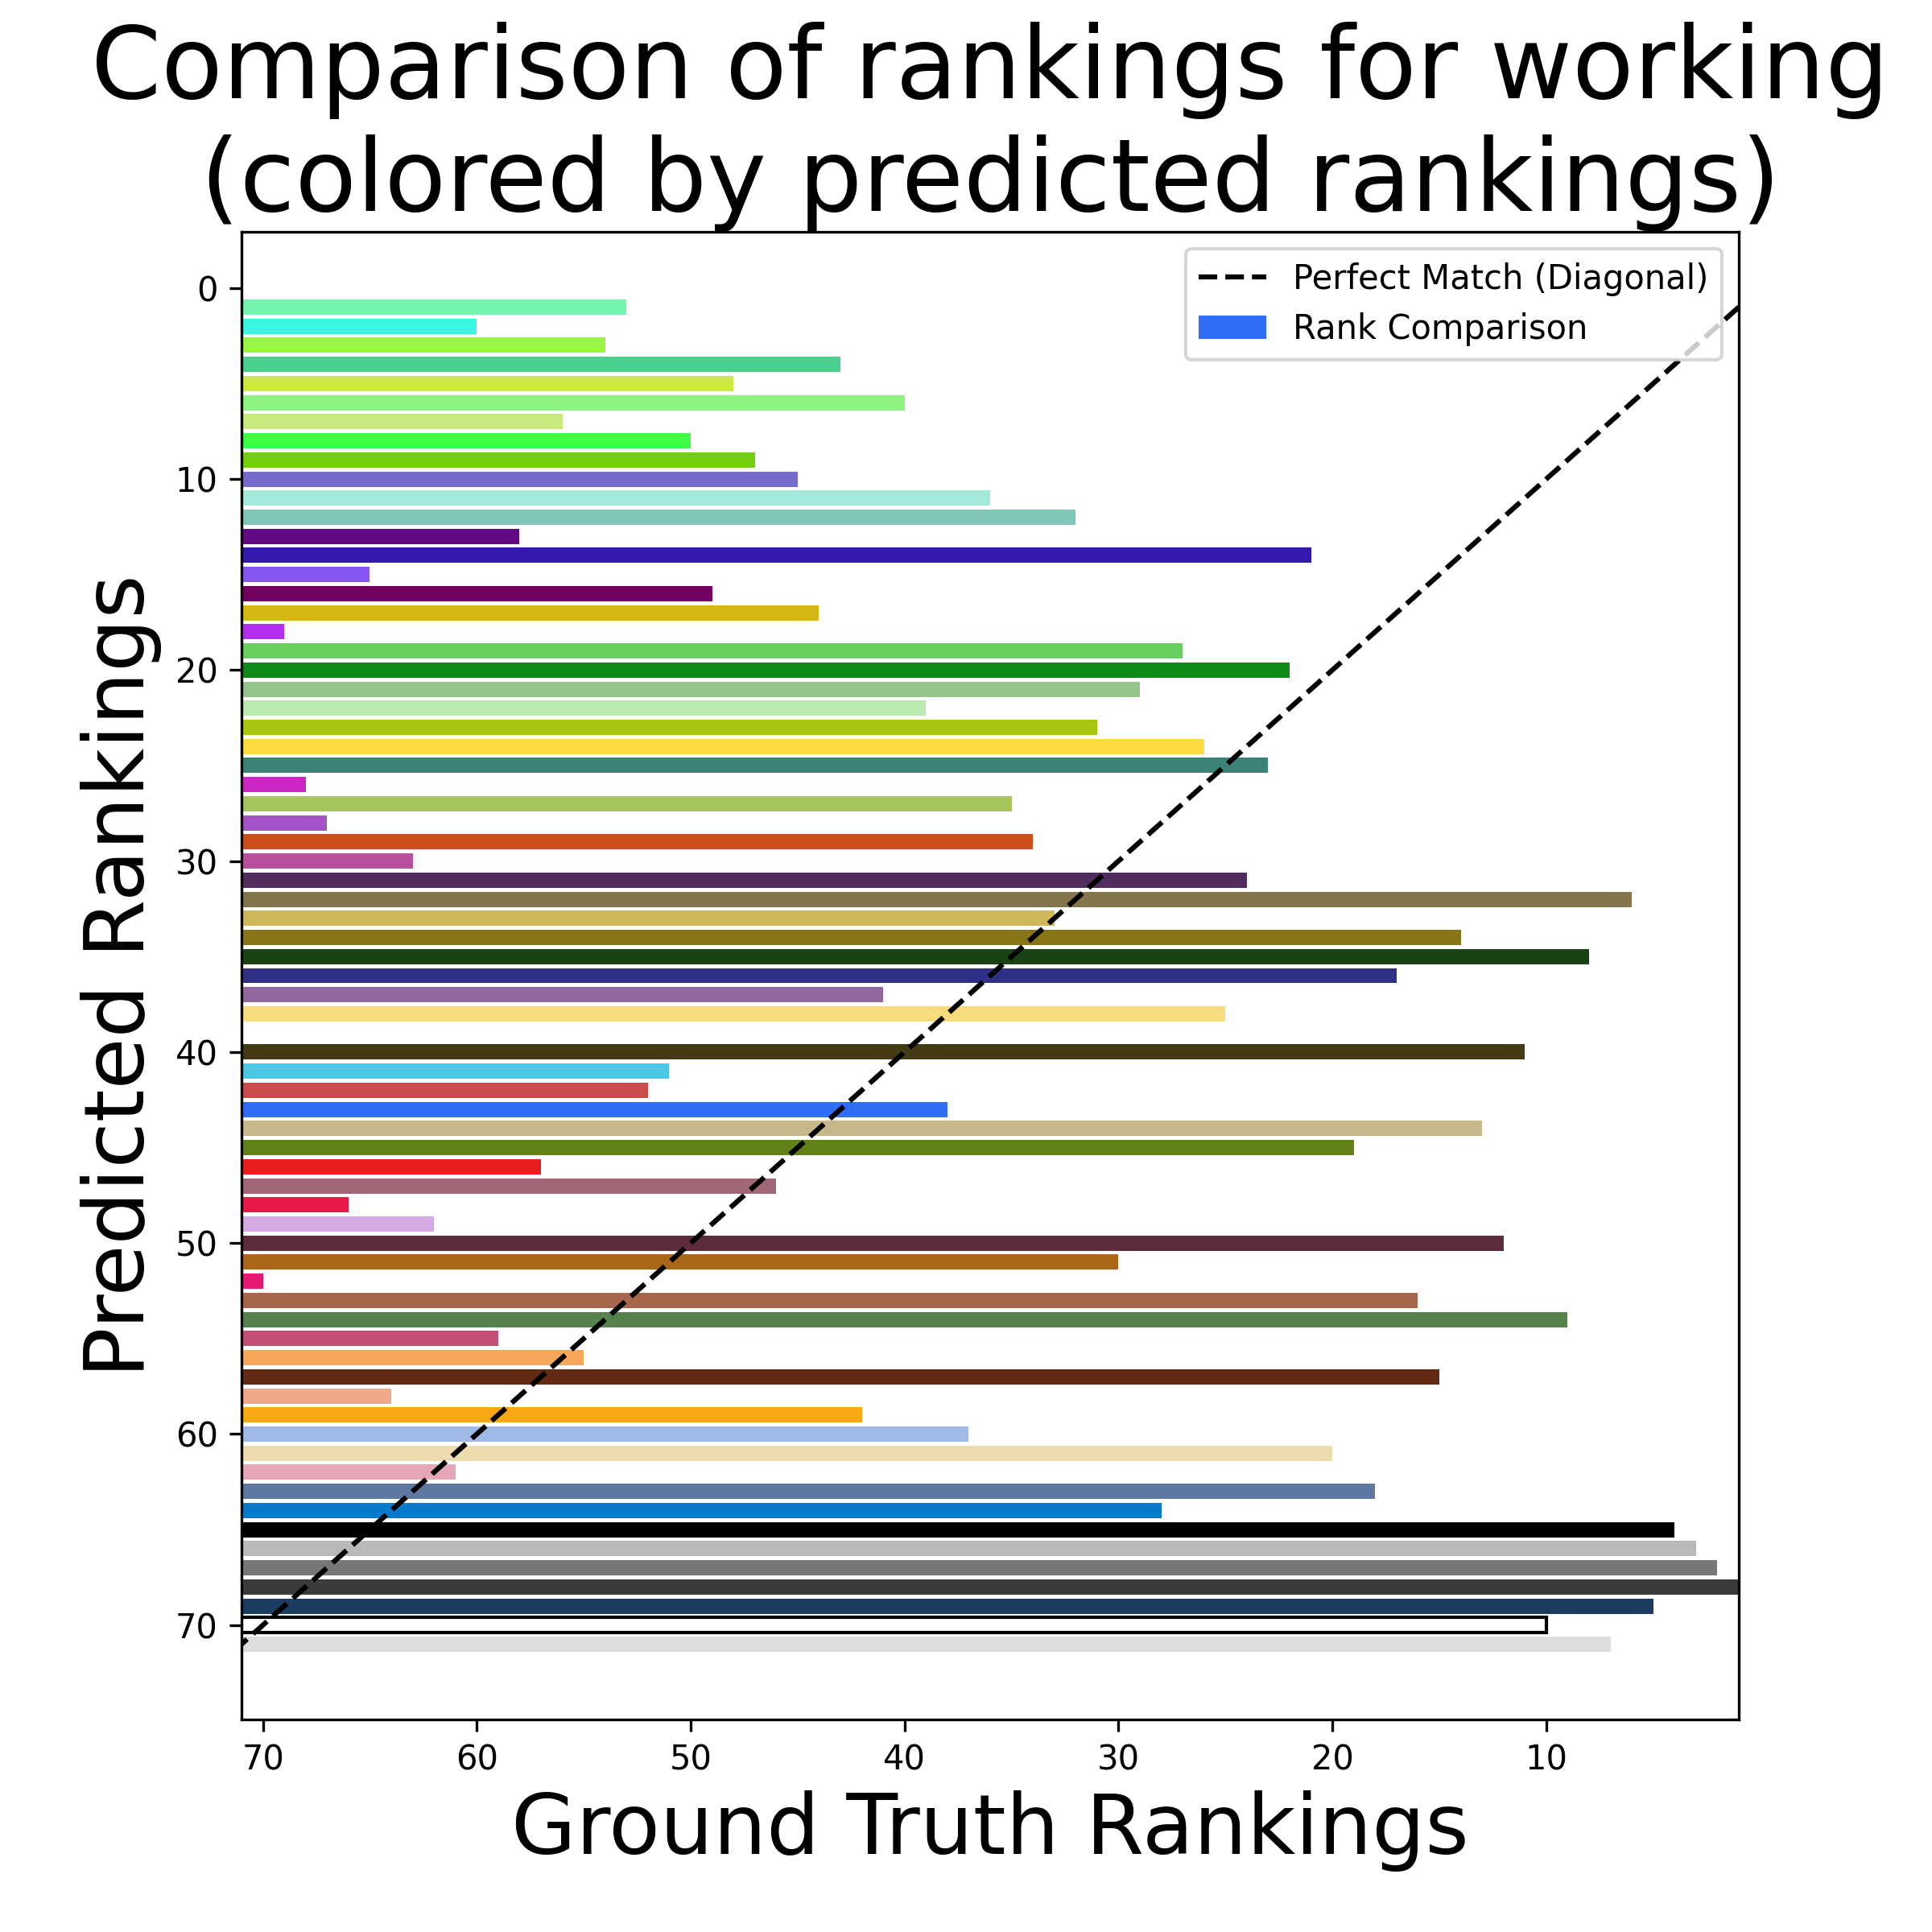 Comparison of rankings for working
(colored by predicted rankings)
Perfect Match (Diagonal)
Rank Comparison
Predicted Rankings
0
10
20
30
40
50
60
70
70 60 50 40 30 20 10
Ground Truth Rankings